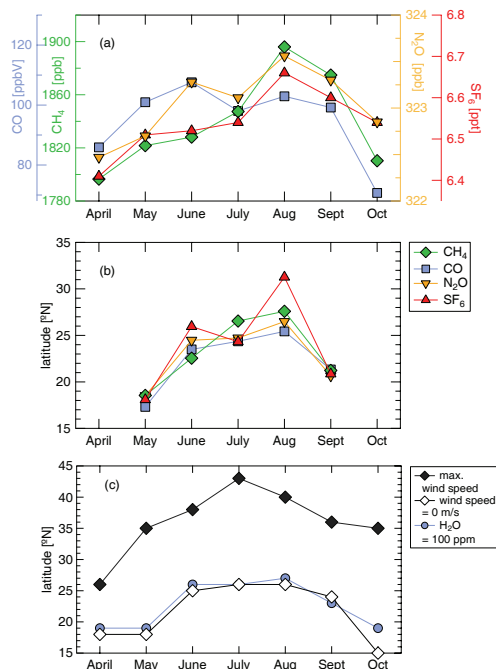 (a)
CO [ppbV]
120
100
80
CH4 [ppb]
1900
1860
1820
1780
N2O [ppb]
324
323
322
SF6 [ppt]
6.8
6.7
6.6
6.5
6.4
April May June July Aug Sept Oct
(b)
latitude [ºN]
35
30
25
20
15
April May June July Aug Sept Oct
CH4
CO
N2O
SF6
(c)
latitude [ºN]
45
40
35
30
25
20
15
April May June July Aug Sept Oct
max.
wind speed
wind speed
= 0 m/s
H2O
= 100 ppm